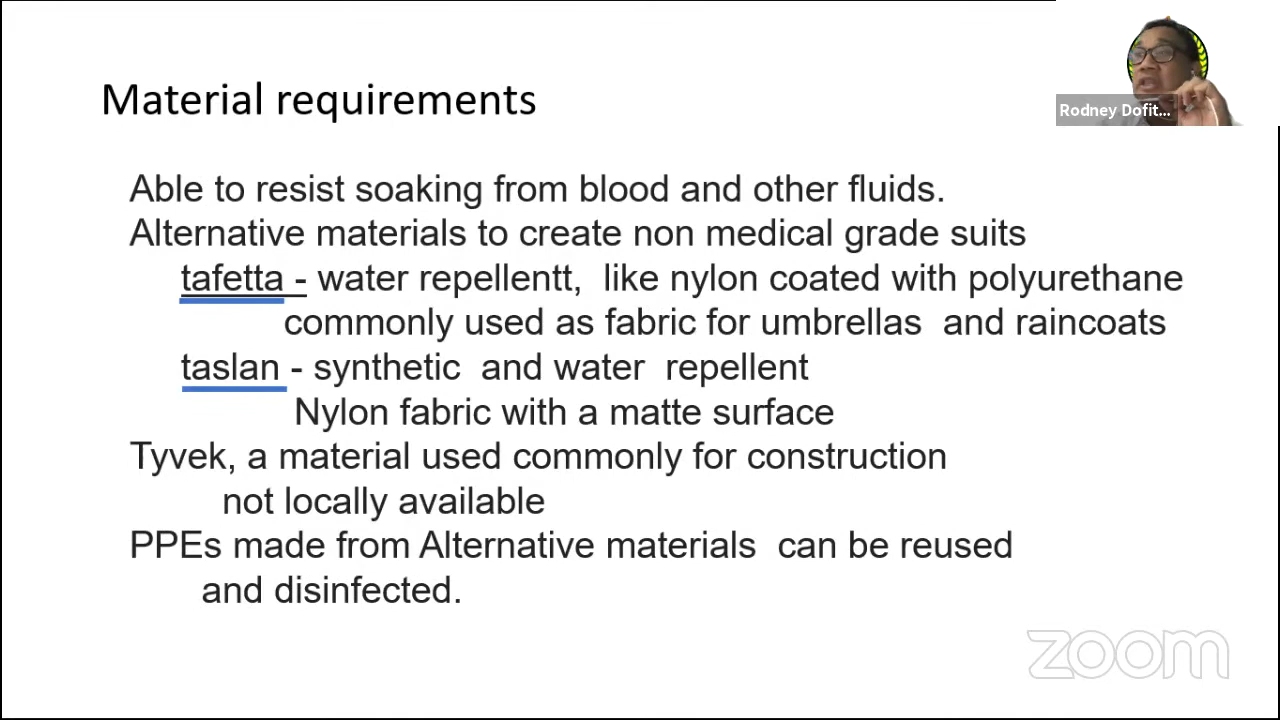 Material requirements
Rodney Dofit...
Able to resist soaking from blood and other fluids.
Alternative materials to create non medical grade suits
tafetta - water repellentt, like nylon coated with polyurethane
commonly used as fabric for umbrellas and raincoats
taslan - synthetic and water repellent
Nylon fabric with a matte surface
Tyvek, a material used commonly for construction
not locally available
PPEs made from Alternative materials can be reused
and disinfected.
zoom